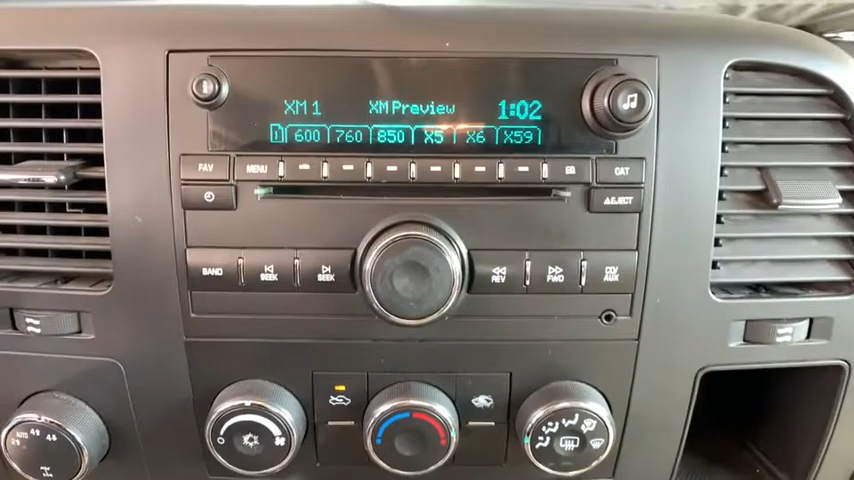 XM 1 XM Preview 1:02
1 600 760 850 X5 X6 X59
FAV MENU EQ CAT
EJECT
BAND SEEK SEEK REV FWD CD/AUX
AUTO